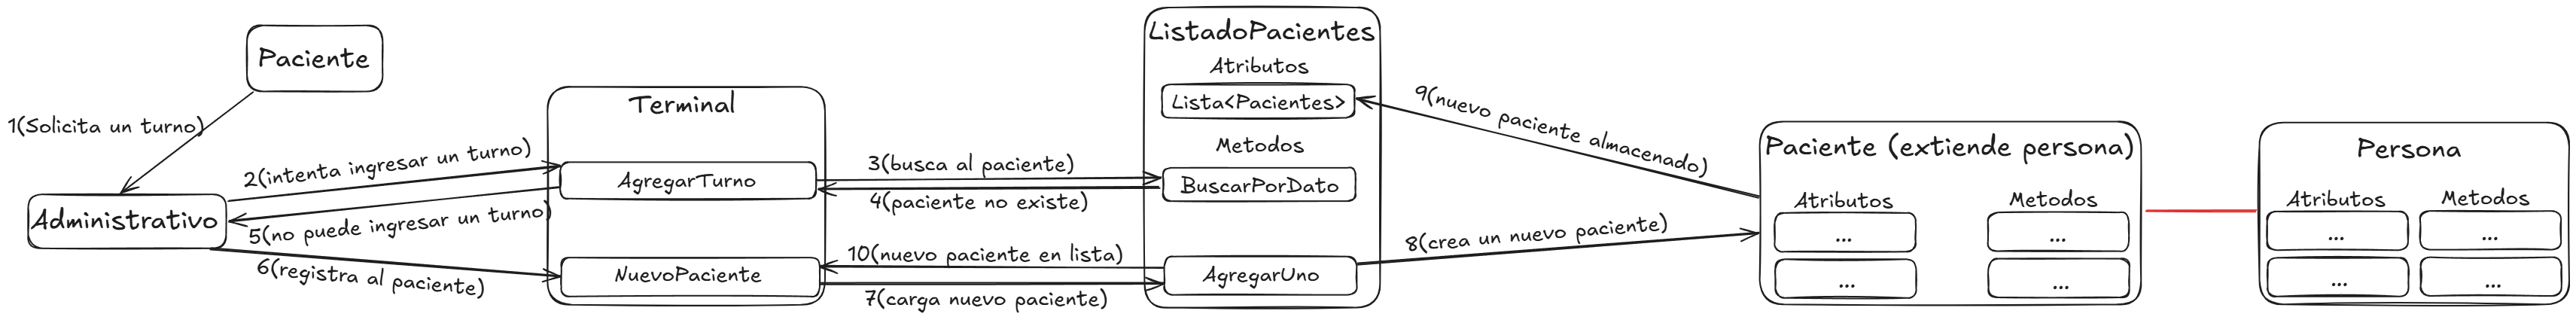 Paciente
1(Solicita un turno)
Administrativo
2(intenta ingresar un turno)
5(no puede ingresar un turno)
6(registra al paciente)
Terminal
AgregarTurno
NuevoPaciente
3(busca al paciente)
4(paciente no existe)
10(nuevo paciente en lista)
7(carga nuevo paciente)
ListadoPacientes
Atributos
Lista<Pacientes>
Metodos
BuscarPorDato
AgregarUno
9(nuevo paciente almacenado)
8(crea un nuevo paciente)
Paciente (extiende persona)
Atributos
...
...
Metodos
...
...
Persona
Atributos
...
...
Metodos
...
...